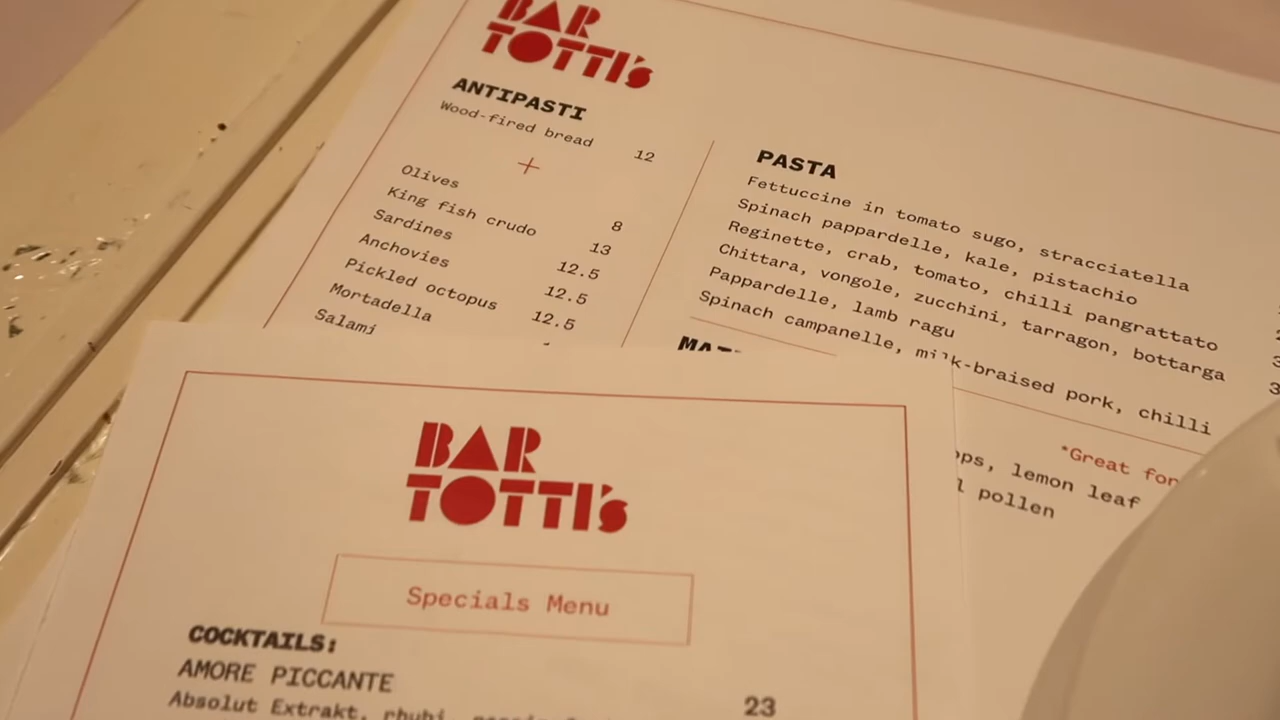 BAR
TOTTI's
ANTIPASTI
Wood-fired bread 12
+
Olives 8
King fish crudo 13
Sardines 12.5
Anchovies 12.5
Pickled octopus 12.5
Mortadella
Salami
PASTA
Fettuccine in tomato sugo, stracciatella
Spinach pappardelle, kale, pistachio
Reginette, crab, tomato, chilli pangrattato
Chittara, vongole, zucchini, tarragon, bottarga
Pappardelle, lamb ragu
Spinach campanelle, milk-braised pork, chilli
*Great for
lemon leaf
pollen
BAR
TOTTI's
Specials Menu
COCKTAILS:
AMORE PICCANTE 23
Absolut Extrakt,